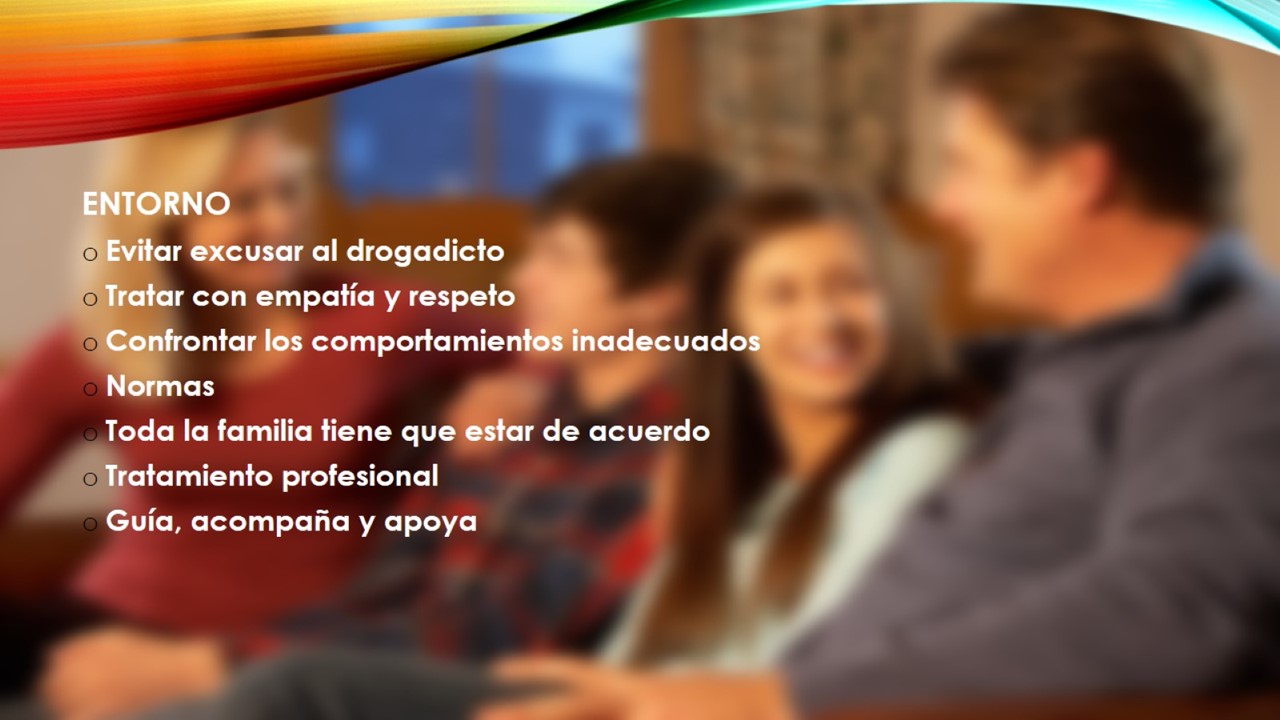 ENTORNO
o Evitar excusar al drogadicto
o Tratar con empatía y respeto
o Confrontar los comportamientos inadecuados
o Normas
o Toda la familia tiene que estar de acuerdo
o Tratamiento profesional
o Guía, acompaña y apoya